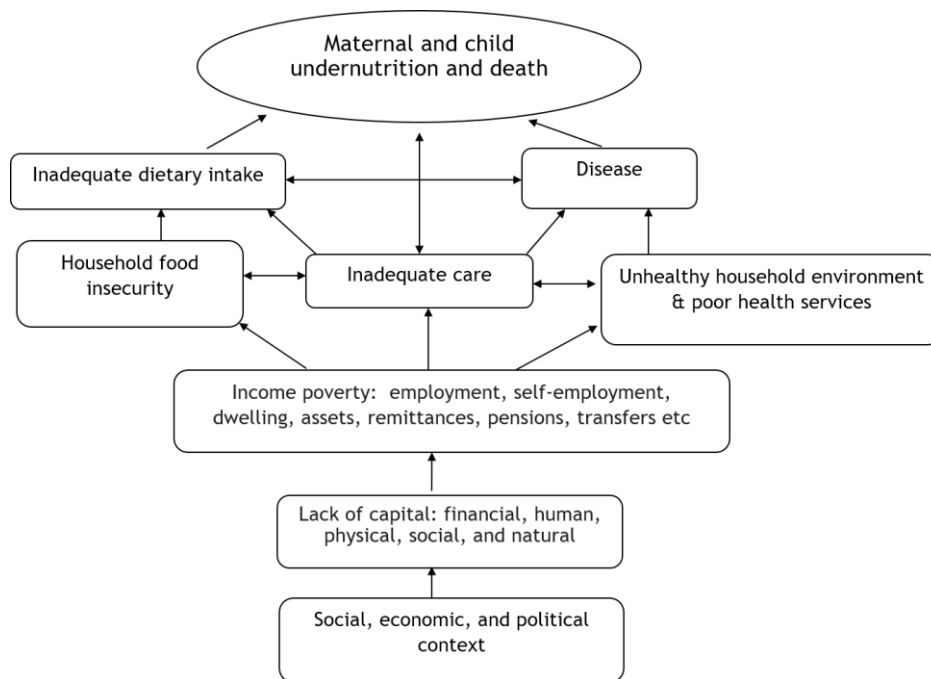 Maternal and child
undernutrition and death
Inadequate dietary intake
Disease
Household food
insecurity
Inadequate care
Unhealthy household environment
& poor health services
Income poverty:  employment, self-employment,
dwelling, assets, remittances, pensions, transfers etc
Lack of capital: financial, human,
physical, social, and natural
Social, economic, and political
context